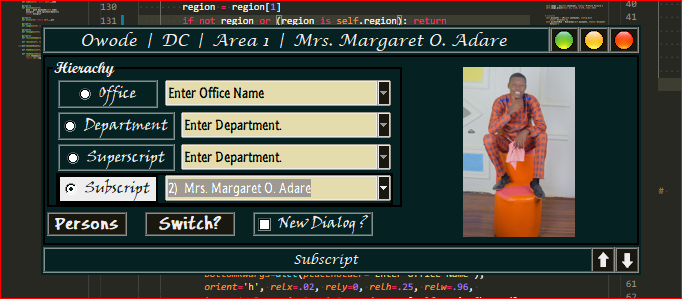 130 region = region[1] 40
131 if not region or (region is self.region): return 41
Owode | DC | Area 1 | Mrs. Margaret O. Adare
Hierachy
Office Enter Office Name
Department Enter Department.
Superscript Enter Department.
Subscript 2) Mrs. Margaret O. Adare
#
Persons Switch? New Dialog?
Subscript
61
orient='h', relx=.02, rely=0, relh=.25, relw=.96, 62